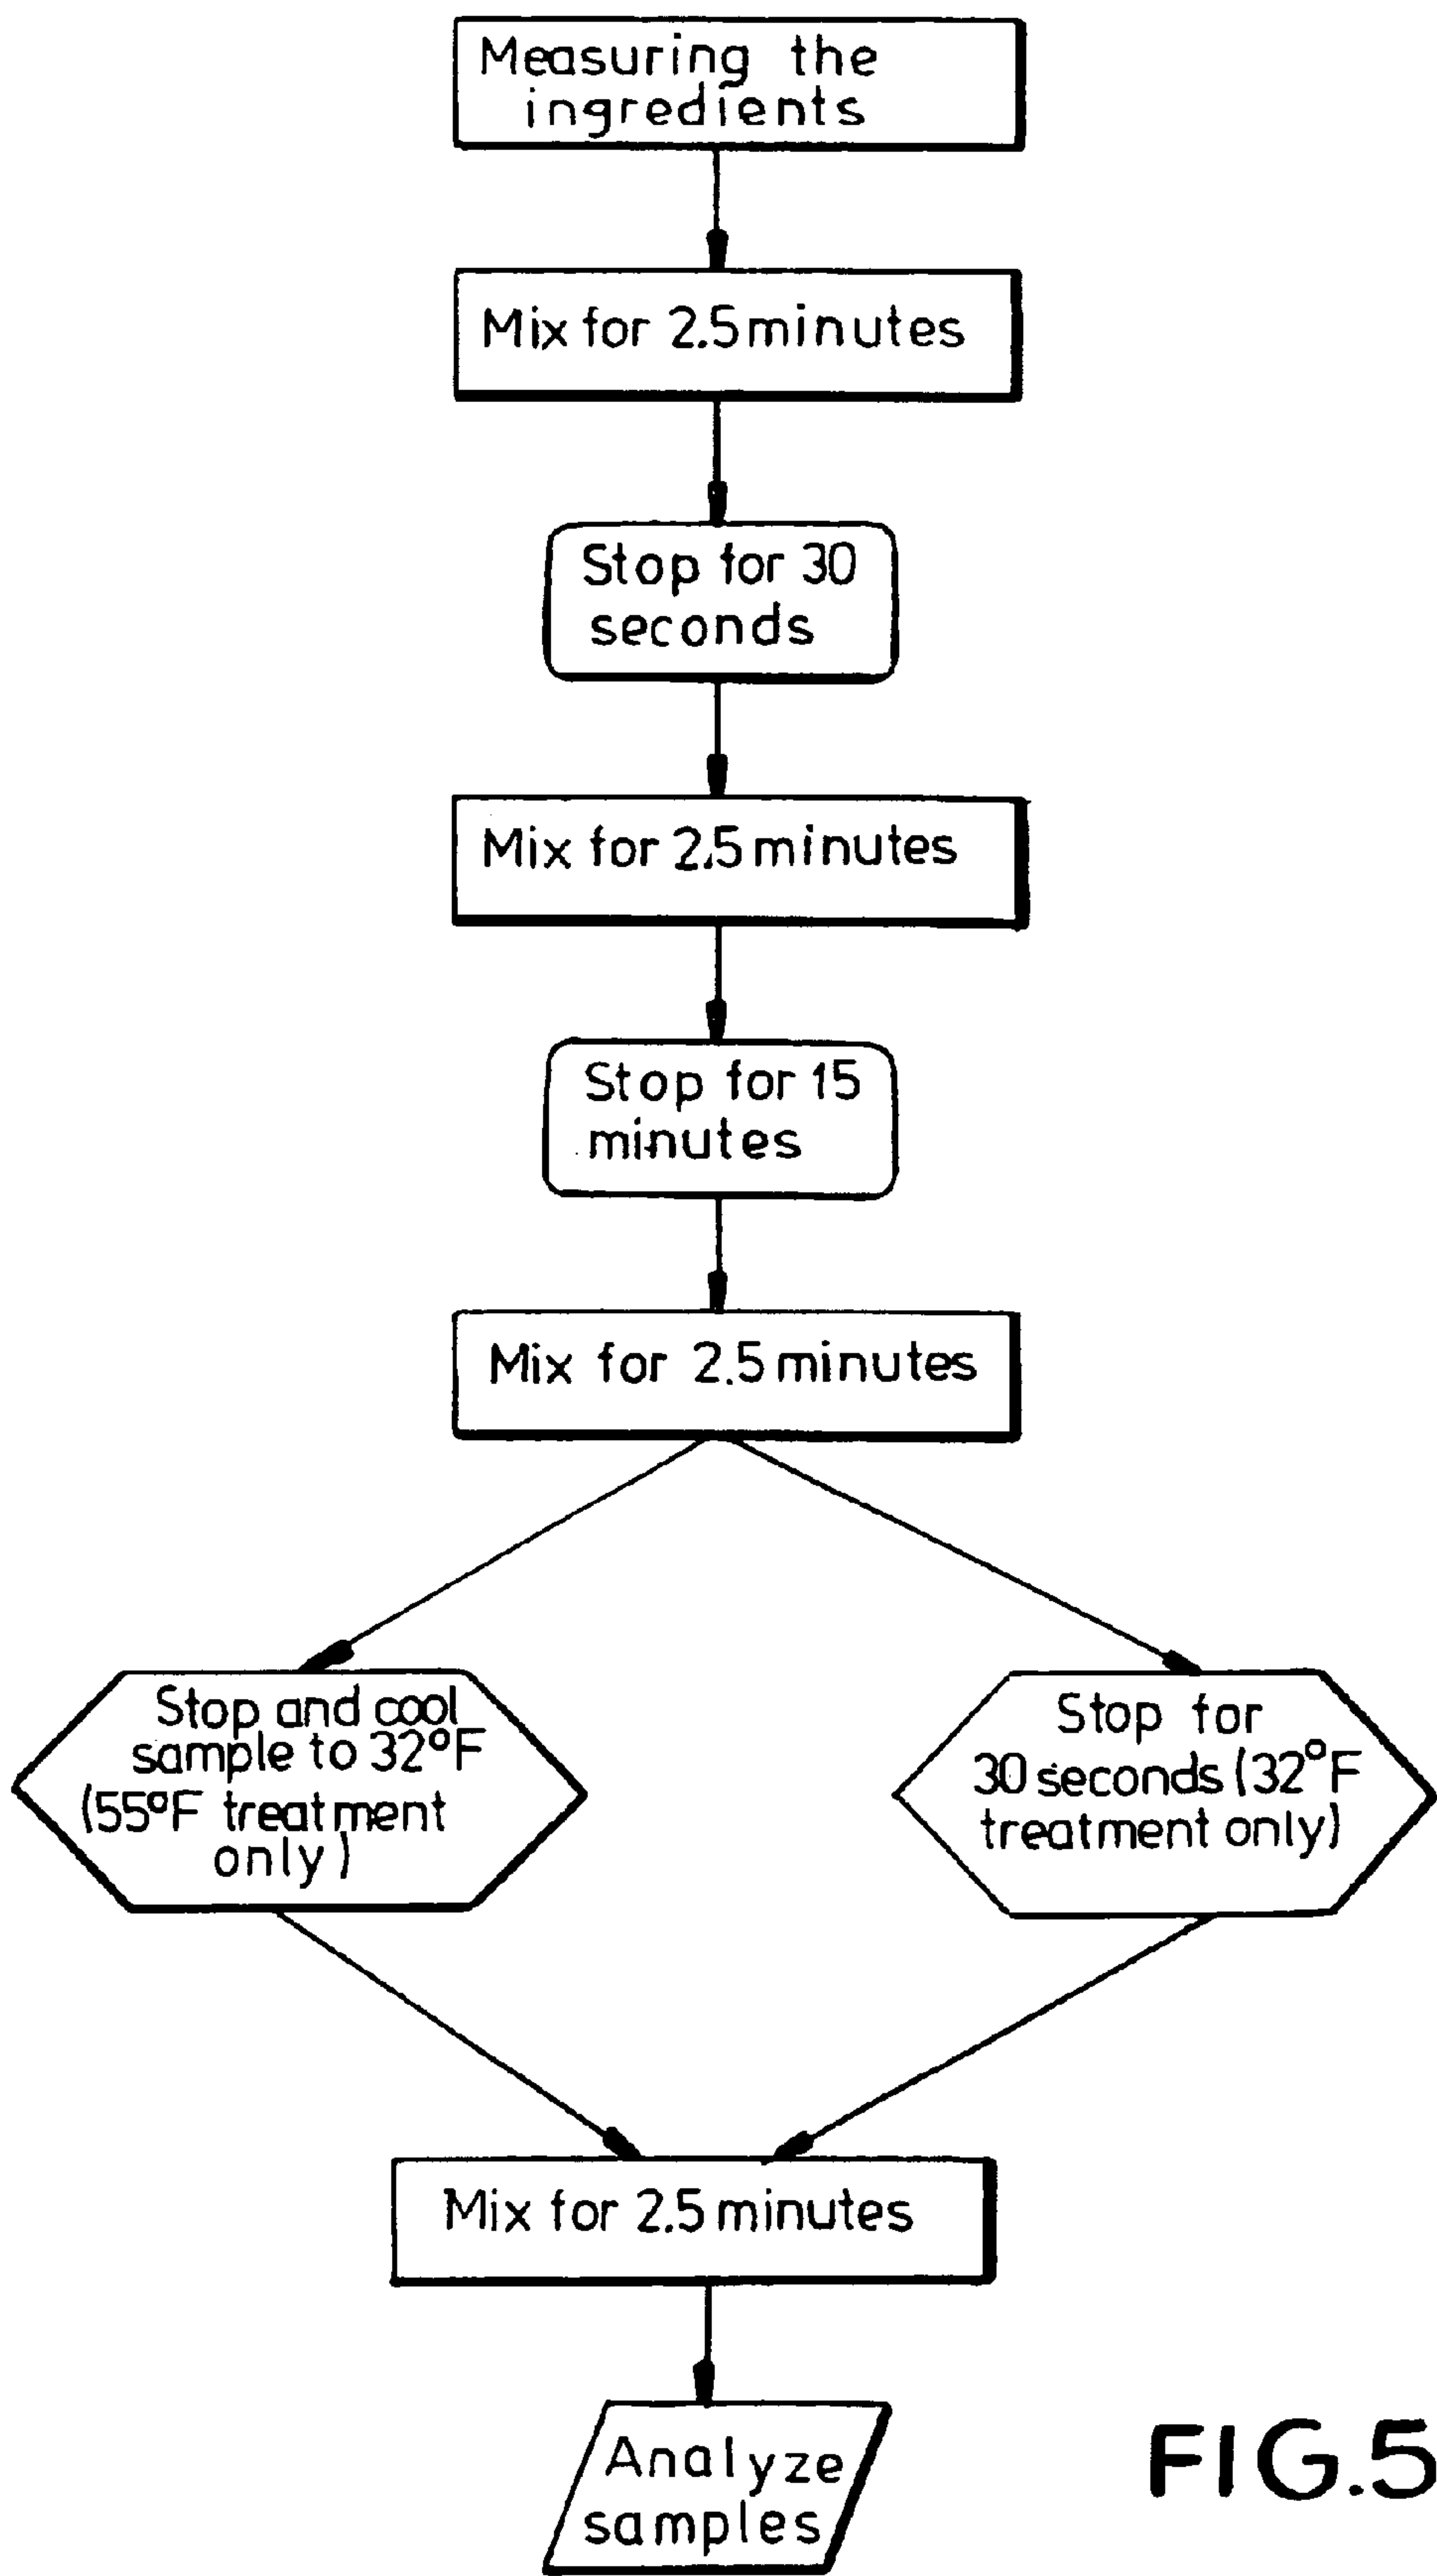 Measuring the
ingredients
Mix for 2.5 minutes
Stop for 30
seconds
Mix for 2.5 minutes
Stop for 15
minutes
Mix for 2.5 minutes
Stop and cool
sample to 32°F
(55°F treatment
only)
Stop for
30 seconds (32°F
treatment only)
Mix for 2.5 minutes
Analyze
samples
FIG.5